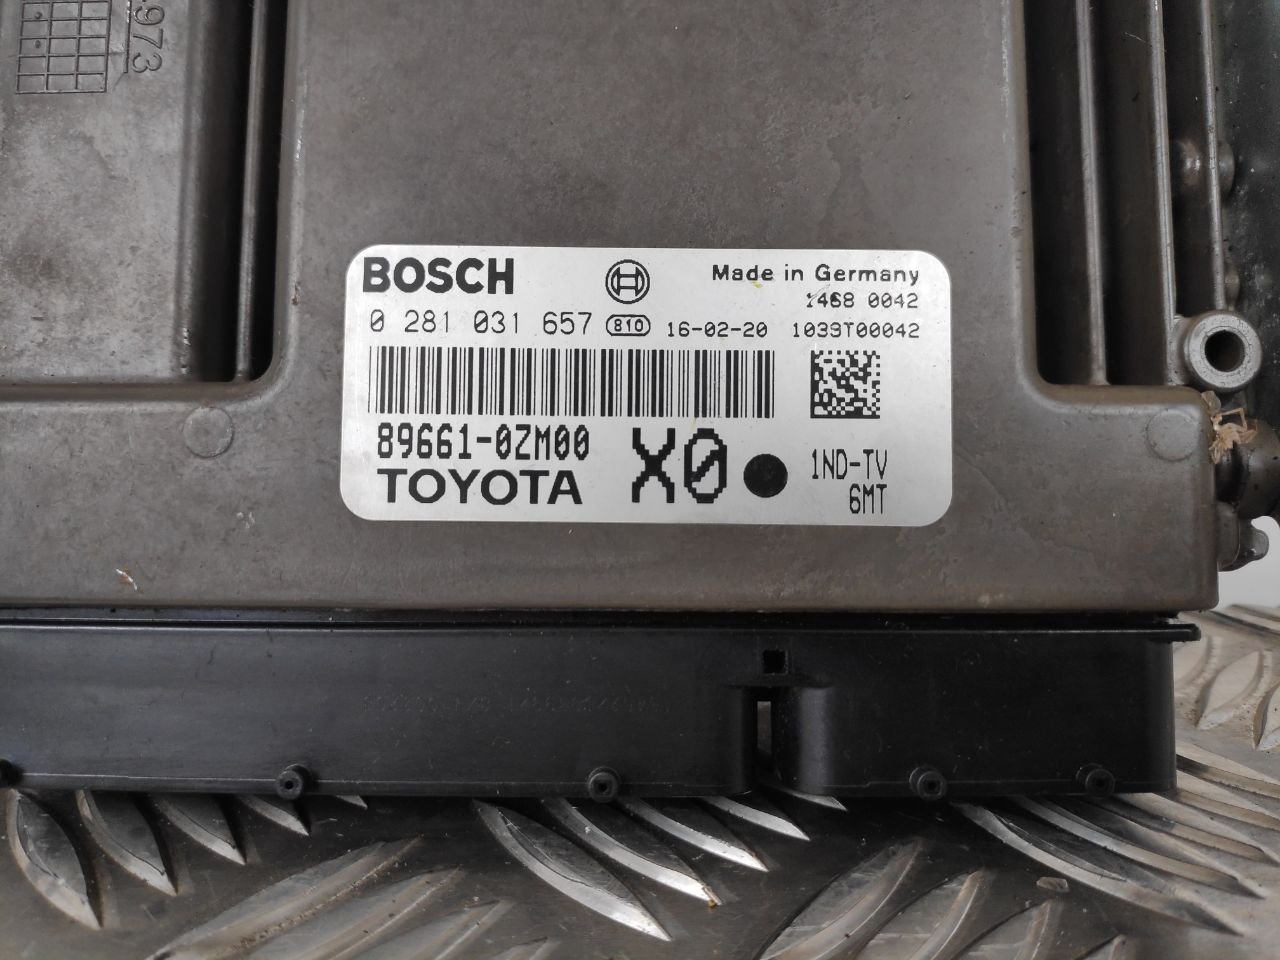 973
BOSCH
Made in Germany
1468 0042
0 281 031 657
810
16-02-20
1039T00042
89661-0ZM00
X0
1ND-TV
TOYOTA
6MT